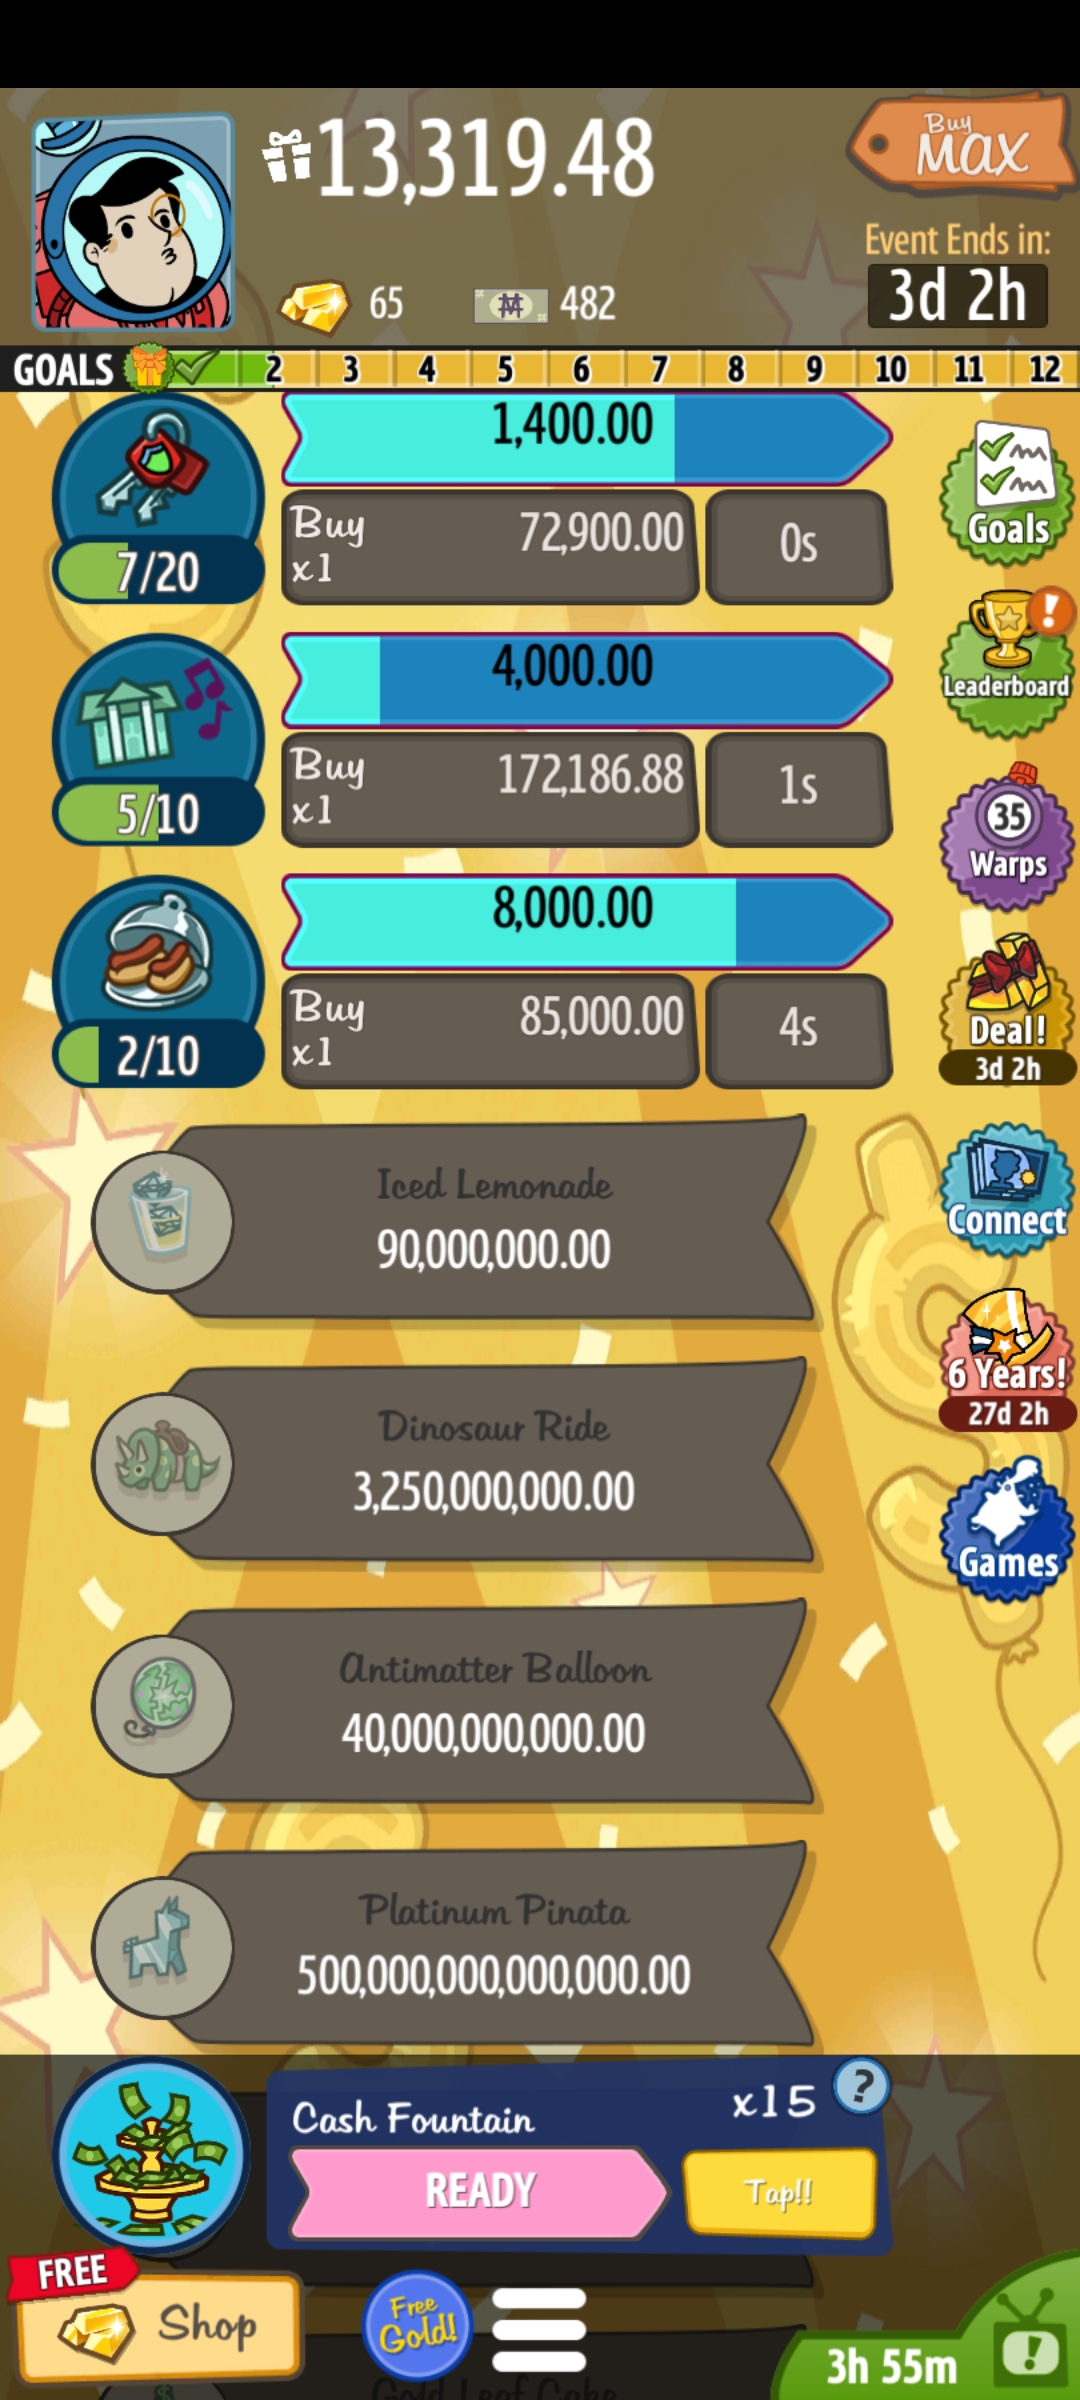 13,319.48
Buy
MAX
65
482
Event Ends in:
3d 2h
GOALS 2 3 4 5 6 7 8 9 10 11 12
1,400.00
Buy
x1
72,900.00
0s
7/20
Goals
4,000.00
Leaderboard
Buy
x1
172,186.88
1s
5/10
35
Warps
8,000.00
Buy
x1
85,000.00
4s
2/10
Deal!
3d 2h
Iced Lemonade
90,000,000.00
Connect
Dinosaur Ride
3,250,000,000.00
6 Years!
27d 2h
Games
Antimatter Balloon
40,000,000,000.00
Platinum Pinata
500,000,000,000,000.00
Cash Fountain
x15
?
READY
Tap!!
FREE
Shop
Free
Gold!
3h 55m
Gold Leaf Cake